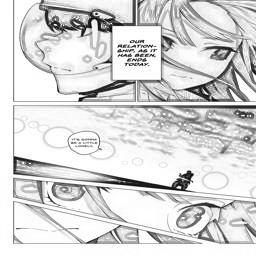 OUR
RELATION-
SHIP, AS IT
HAS BEEN,
ENDS
TODAY.
IT'S GONNA
BE A LITTLE
LONELY.